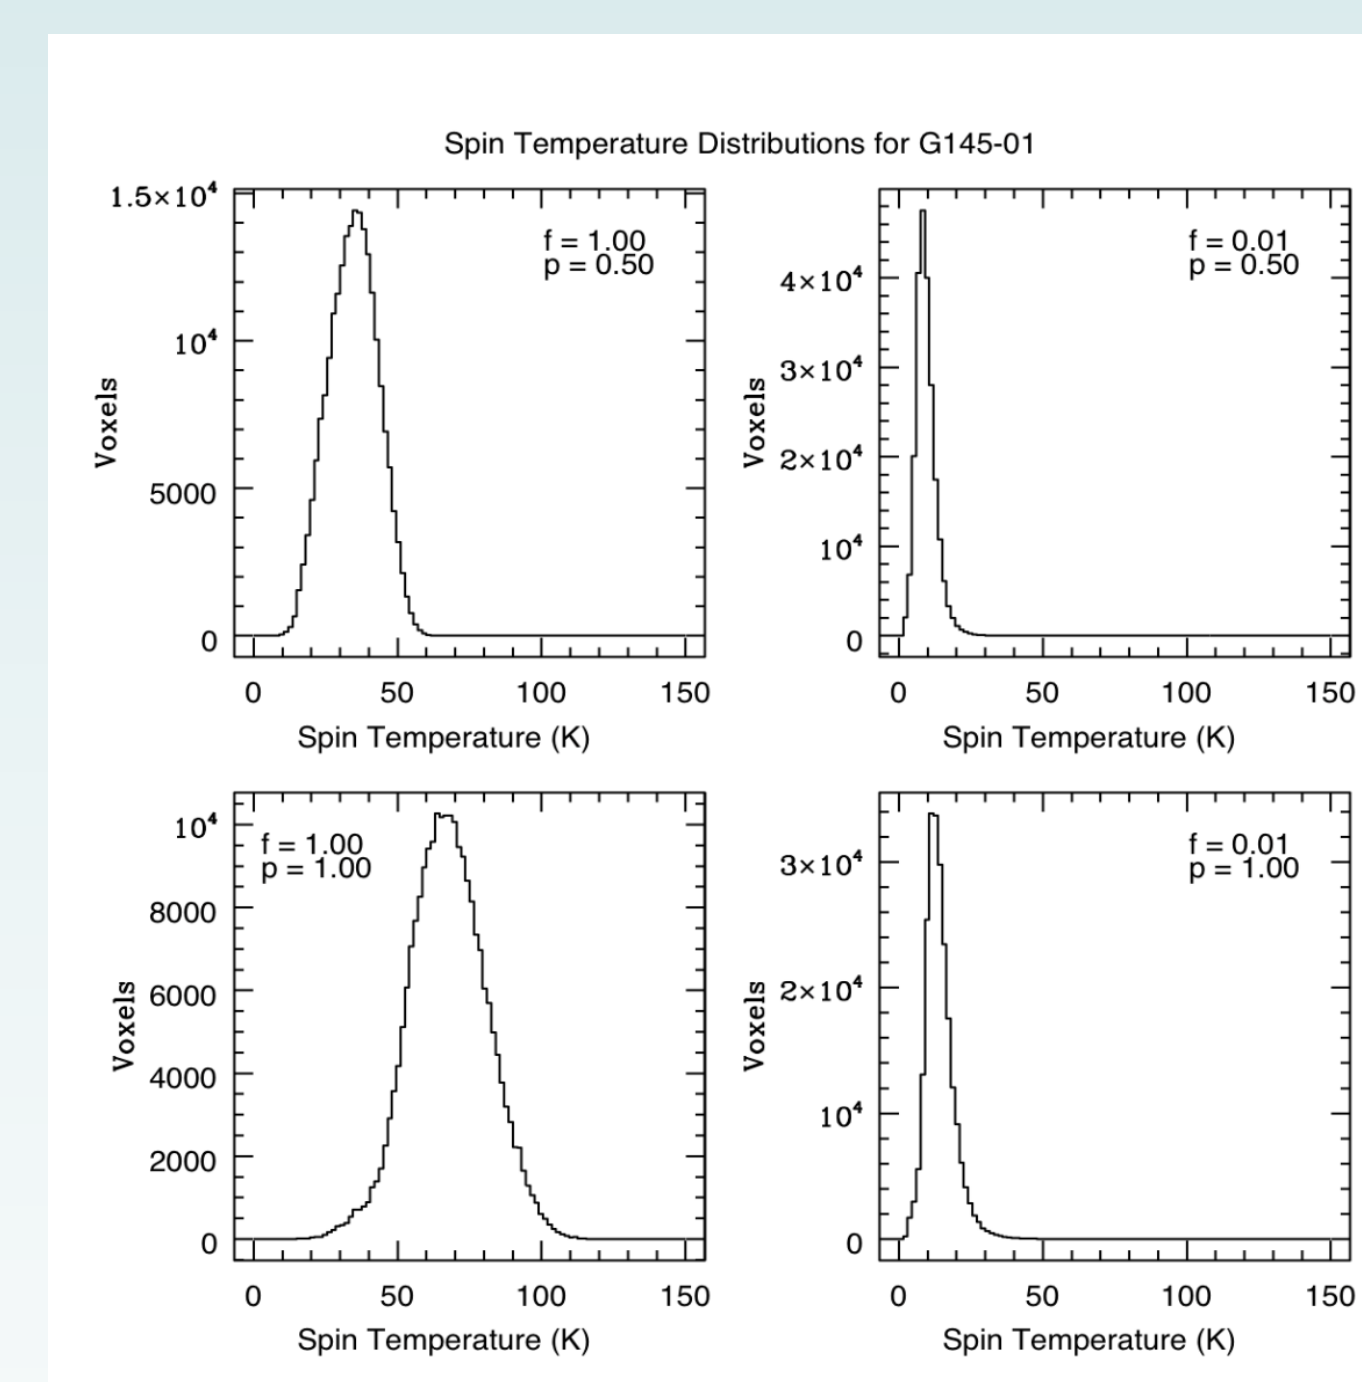 Spin Temperature Distributions for G145-01
1.5×10⁴
10⁴
5000
0
Voxels
f = 1.00
p = 0.50
0 50 100 150
Spin Temperature (K)
4×10⁴
3×10⁴
2×10⁴
10⁴
0
Voxels
f = 0.01
p = 0.50
0 50 100 150
Spin Temperature (K)
10⁴
8000
6000
4000
2000
0
Voxels
f = 1.00
p = 1.00
0 50 100 150
Spin Temperature (K)
3×10⁴
2×10⁴
10⁴
0
Voxels
f = 0.01
p = 1.00
0 50 100 150
Spin Temperature (K)